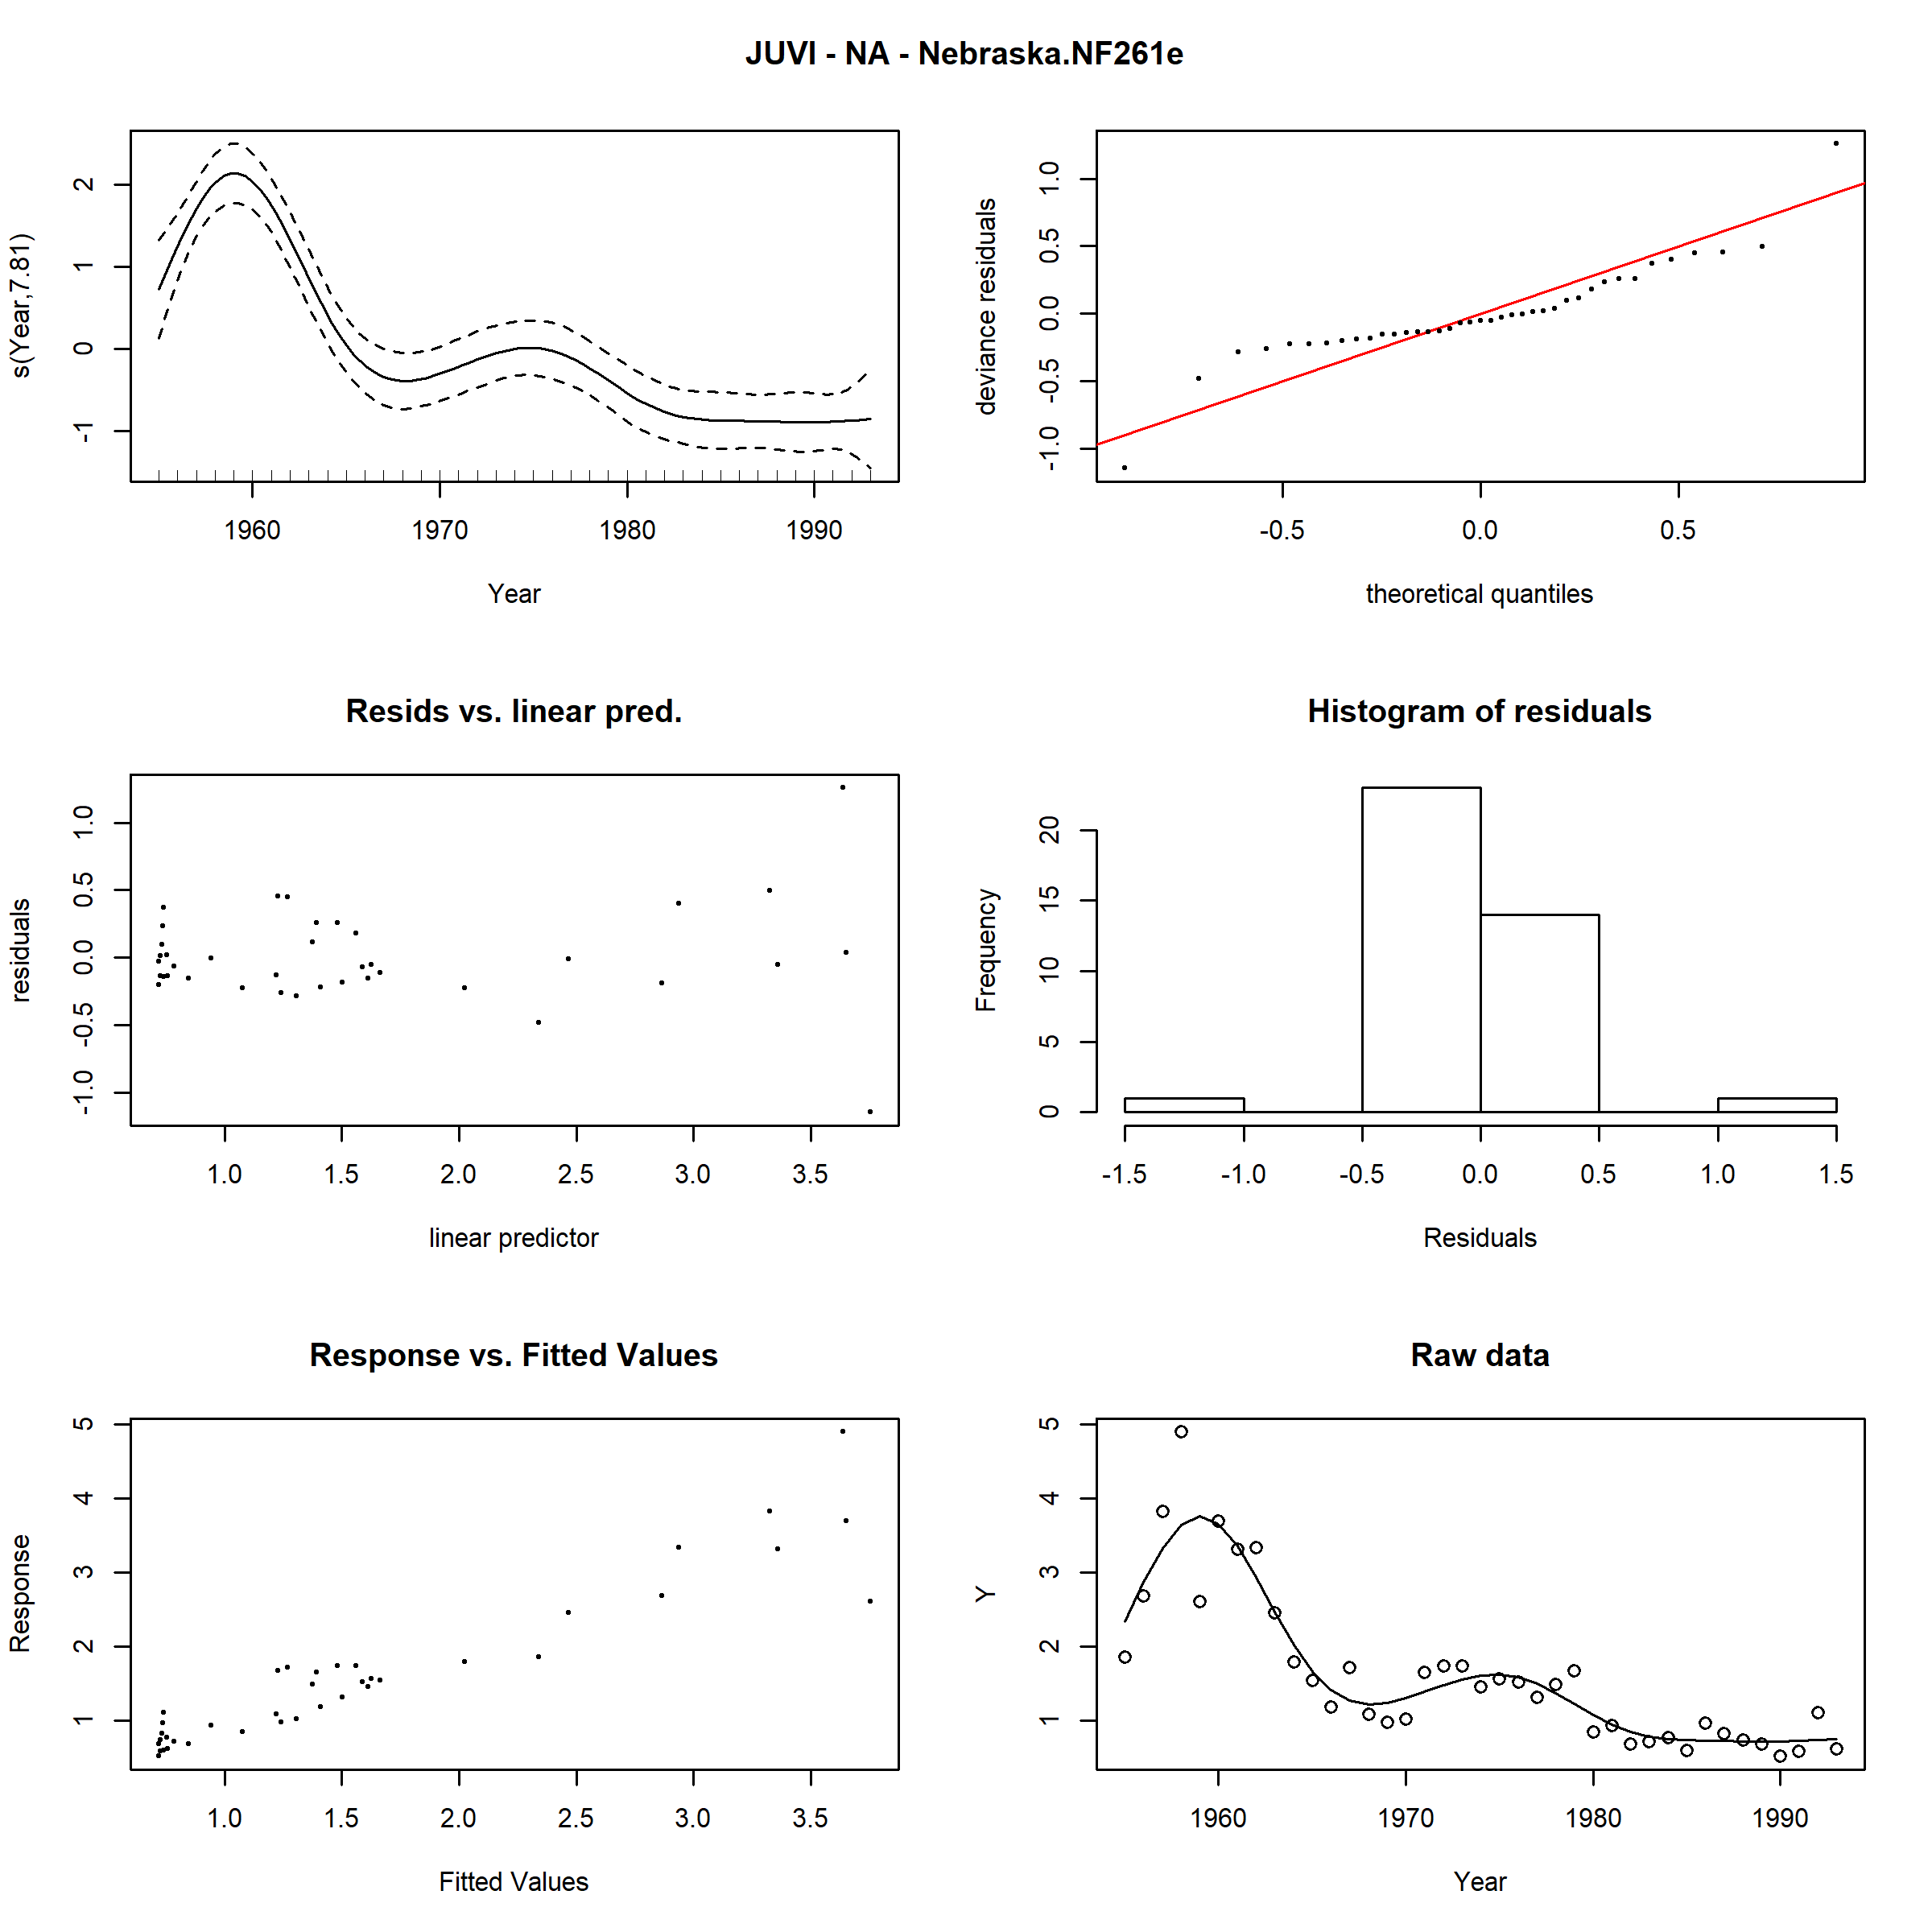 JUVI - NA - Nebraska.NF261e
s(Year,7.81)
2
1
0
-1
1960 1970 1980 1990
Year
deviance residuals
1.0
0.5
0.0
-0.5
-1.0
-0.5 0.0 0.5
theoretical quantiles
Resids vs. linear pred.
residuals
1.0
0.5
0.0
-0.5
-1.0
1.0 1.5 2.0 2.5 3.0 3.5
linear predictor
Histogram of residuals
Frequency
20
15
10
5
0
-1.5 -1.0 -0.5 0.0 0.5 1.0 1.5
Residuals
Response vs. Fitted Values
Response
5
4
3
2
1
1.0 1.5 2.0 2.5 3.0 3.5
Fitted Values
Raw data
Y
5
4
3
2
1
1960 1970 1980 1990
Year